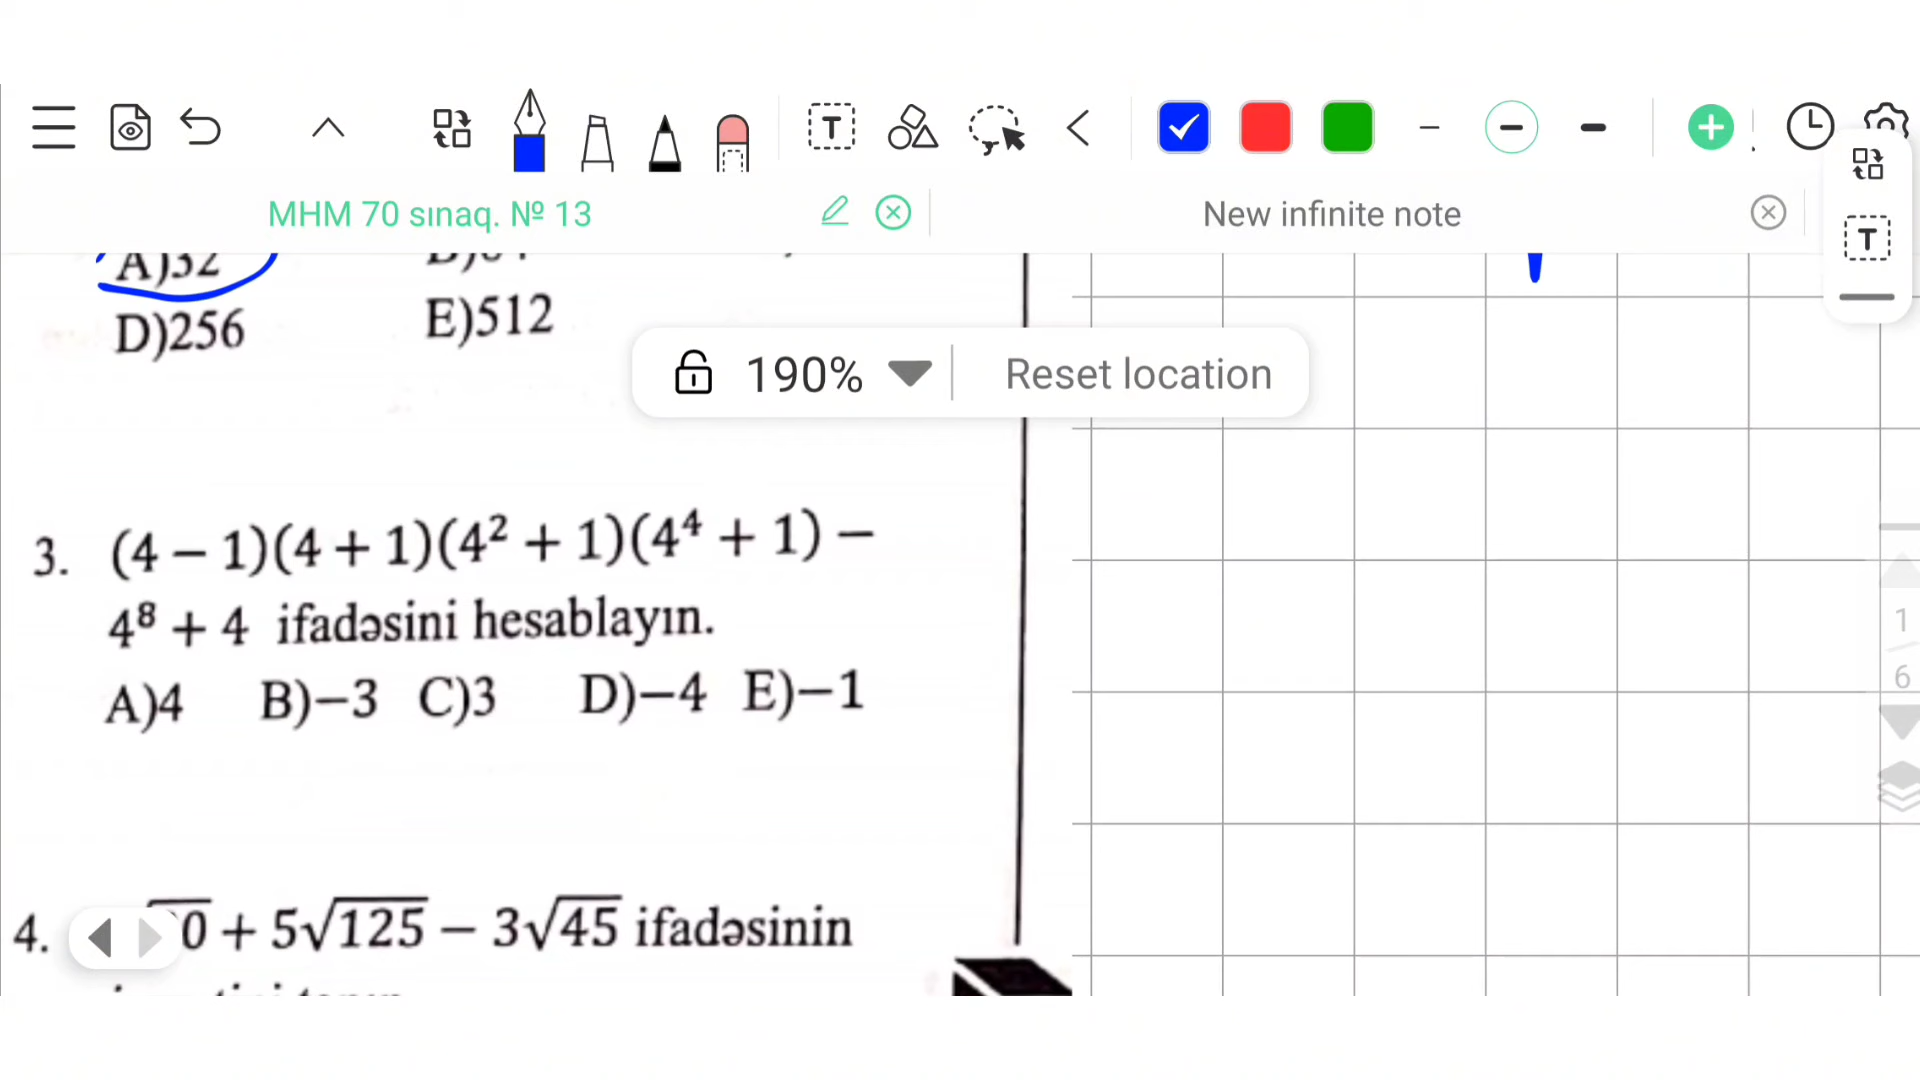 T
MHM 70 sınaq. № 13
New infinite note
T
A)32
D)256 E)512
190% Reset location
3. (4 − 1)(4 + 1)(4² + 1)(4⁴ + 1) −
4⁸ + 4 ifadəsini hesablayın.
A)4 B)−3 C)3 D)−4 E)−1
1
6
4. 0 + 5√125 − 3√45 ifadəsinin